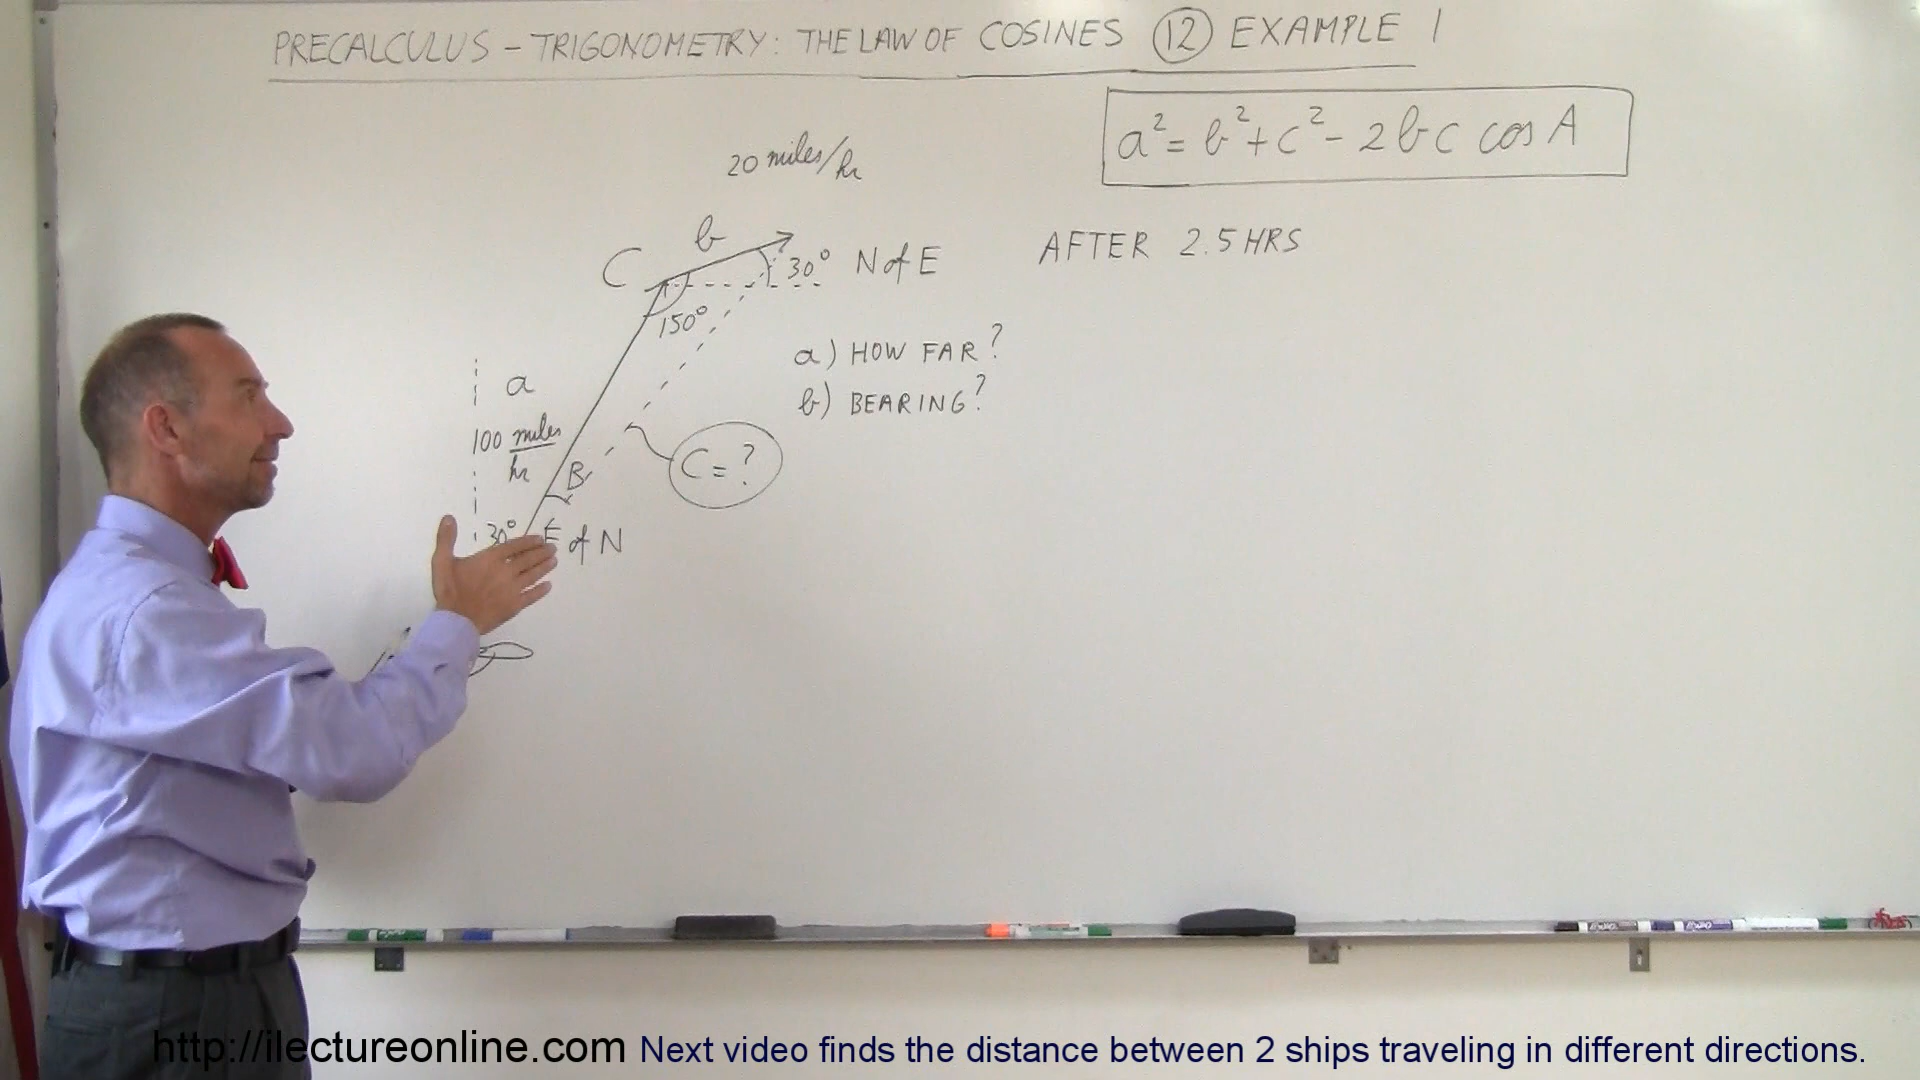 PRECALCULUS - TRIGONOMETRY: THE LAW OF COSINES 12 EXAMPLE 1
a² = b² + c² - 2bc cos A
20 miles/hr
b
C
30° N of E
AFTER 2.5 HRS
150°
a) HOW FAR?
a
b) BEARING?
100 miles/hr
B
C = ?
30° E of N
http://ilectureonline.com Next video finds the distance between 2 ships traveling in different directions.